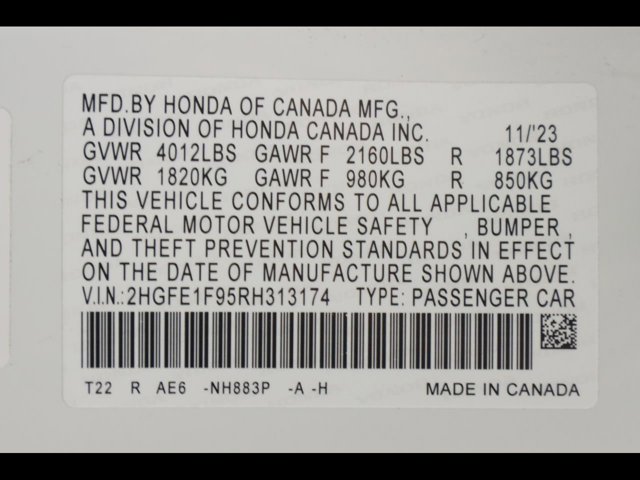 MFD.BY HONDA OF CANADA MFG.,
A DIVISION OF HONDA CANADA INC. 11/'23
GVWR 4012LBS GAWR F 2160LBS R 1873LBS
GVWR 1820KG GAWR F 980KG R 850KG
THIS VEHICLE CONFORMS TO ALL APPLICABLE
FEDERAL MOTOR VEHICLE SAFETY , BUMPER ,
AND THEFT PREVENTION STANDARDS IN EFFECT
ON THE DATE OF MANUFACTURE SHOWN ABOVE.
V.I.N.:2HGFE1F95RH313174 TYPE: PASSENGER CAR
T22 R AE6 -NH883P -A -H MADE IN CANADA